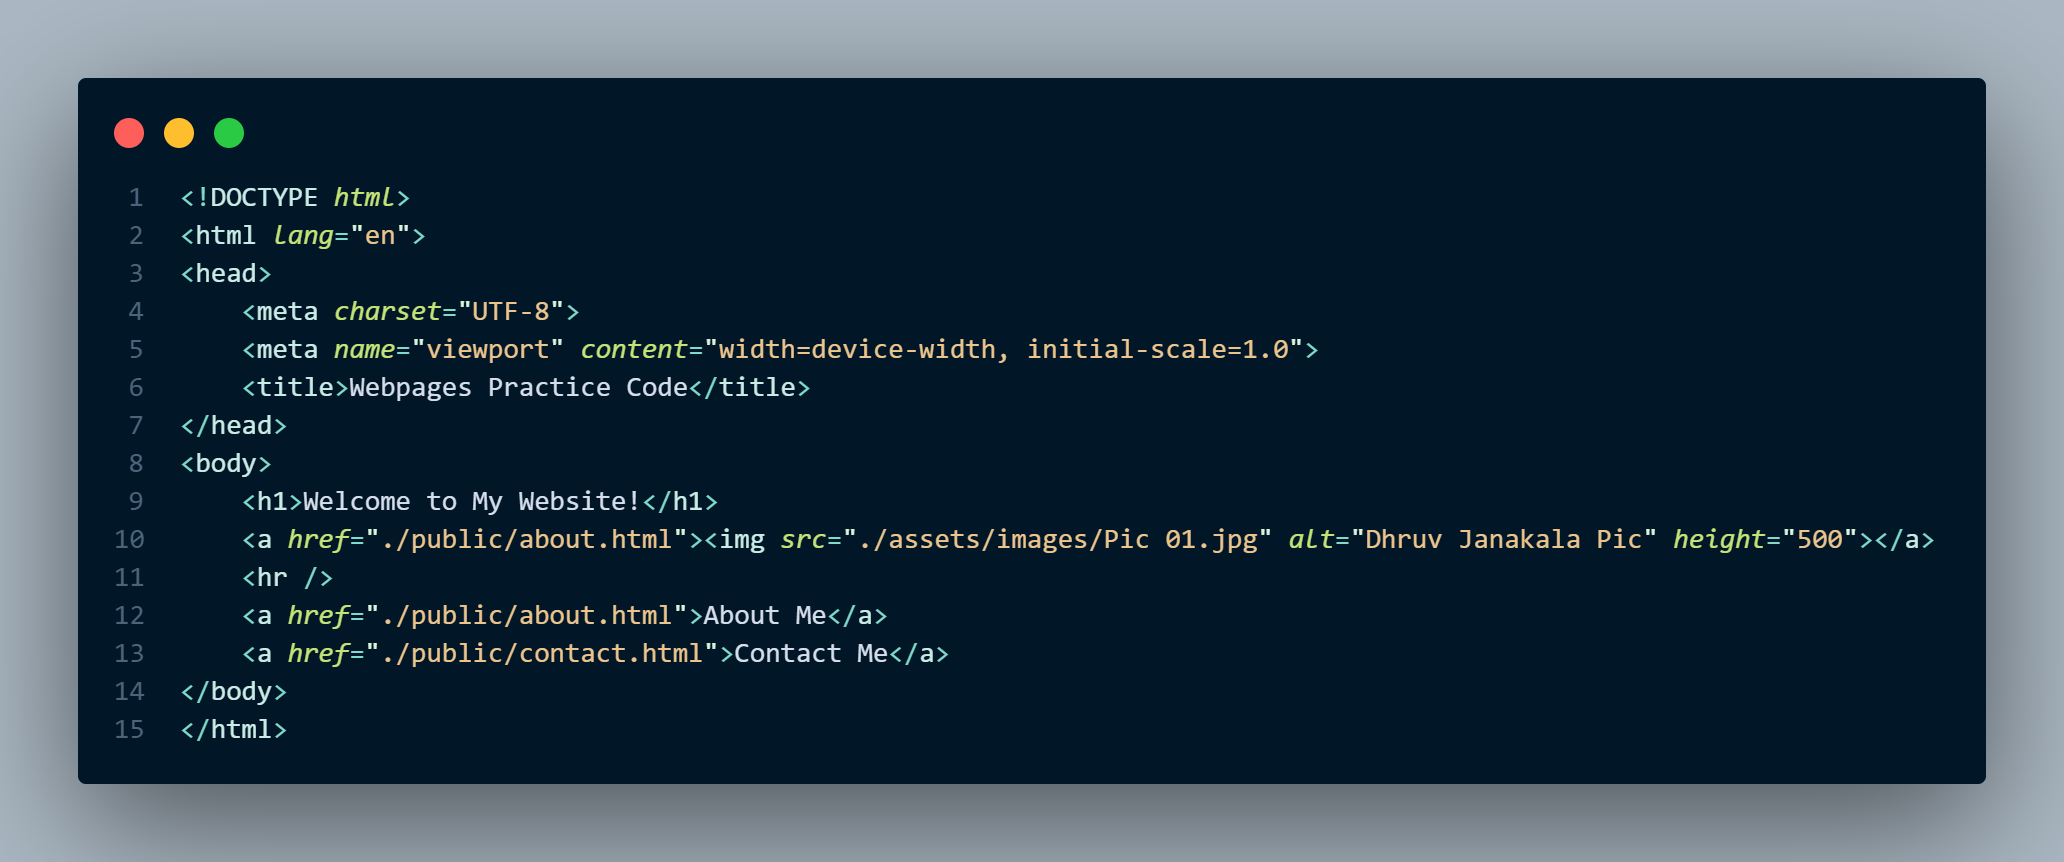 1 <!DOCTYPE html>
2 <html lang="en">
3 <head>
4     <meta charset="UTF-8">
5     <meta name="viewport" content="width=device-width, initial-scale=1.0">
6     <title>Webpages Practice Code</title>
7 </head>
8 <body>
9     <h1>Welcome to My Website!</h1>
10     <a href="./public/about.html"><img src="./assets/images/Pic 01.jpg" alt="Dhruv Janakala Pic" height="500"></a>
11     <hr />
12     <a href="./public/about.html">About Me</a>
13     <a href="./public/contact.html">Contact Me</a>
14 </body>
15 </html>